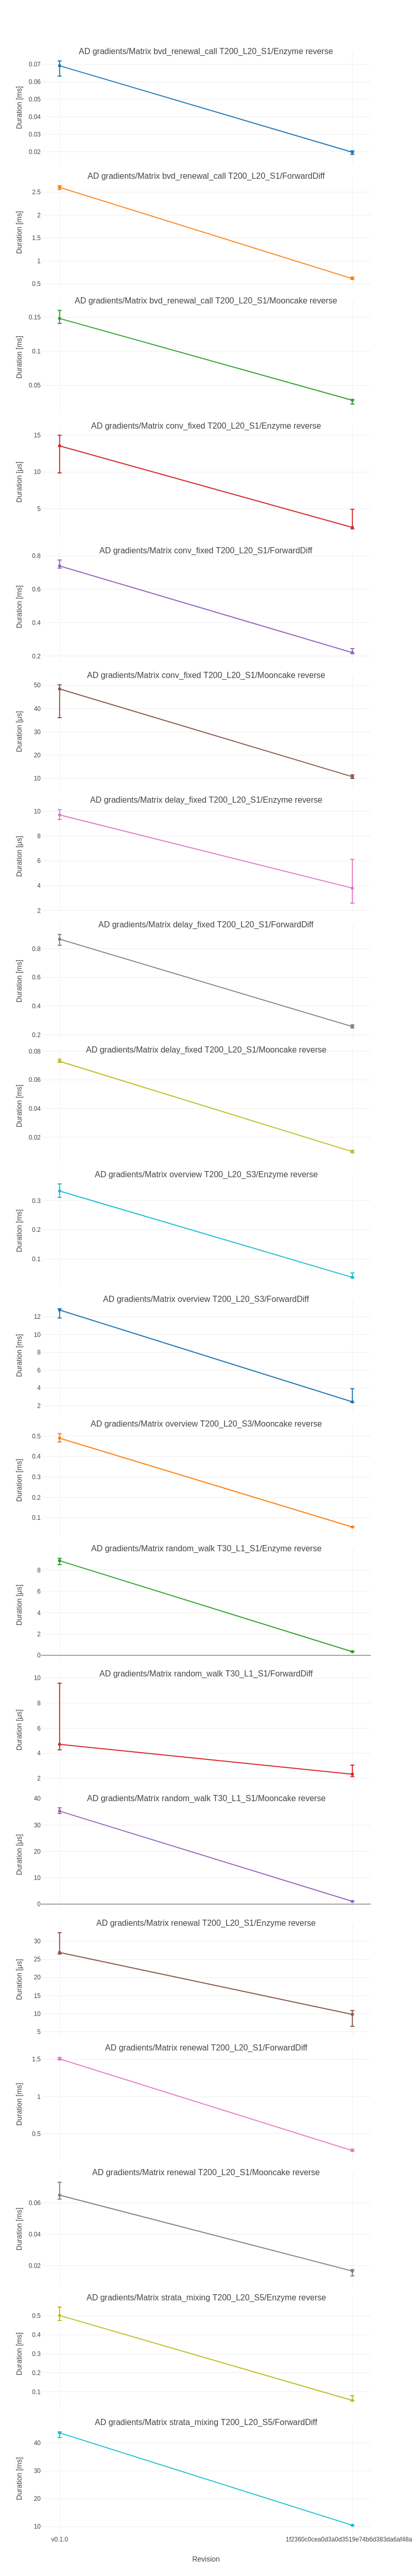 AD gradients/Matrix bvd_renewal_call T200_L20_S1/Enzyme reverse
Duration [ms]
0.07
0.06
0.05
0.04
0.03
0.02
AD gradients/Matrix bvd_renewal_call T200_L20_S1/ForwardDiff
Duration [ms]
2.5
2
1.5
1
0.5
AD gradients/Matrix bvd_renewal_call T200_L20_S1/Mooncake reverse
Duration [ms]
0.15
0.1
0.05
AD gradients/Matrix conv_fixed T200_L20_S1/Enzyme reverse
Duration [µs]
15
10
5
AD gradients/Matrix conv_fixed T200_L20_S1/ForwardDiff
Duration [ms]
0.8
0.6
0.4
0.2
AD gradients/Matrix conv_fixed T200_L20_S1/Mooncake reverse
Duration [µs]
50
40
30
20
10
AD gradients/Matrix delay_fixed T200_L20_S1/Enzyme reverse
Duration [µs]
10
8
6
4
2
AD gradients/Matrix delay_fixed T200_L20_S1/ForwardDiff
Duration [ms]
0.8
0.6
0.4
0.2
AD gradients/Matrix delay_fixed T200_L20_S1/Mooncake reverse
Duration [ms]
0.08
0.06
0.04
0.02
AD gradients/Matrix overview T200_L20_S3/Enzyme reverse
Duration [ms]
0.3
0.2
0.1
AD gradients/Matrix overview T200_L20_S3/ForwardDiff
Duration [ms]
12
10
8
6
4
2
AD gradients/Matrix overview T200_L20_S3/Mooncake reverse
Duration [ms]
0.5
0.4
0.3
0.2
0.1
AD gradients/Matrix random_walk T30_L1_S1/Enzyme reverse
Duration [µs]
8
6
4
2
0
AD gradients/Matrix random_walk T30_L1_S1/ForwardDiff
Duration [µs]
10
8
6
4
2
AD gradients/Matrix random_walk T30_L1_S1/Mooncake reverse
Duration [µs]
40
30
20
10
0
AD gradients/Matrix renewal T200_L20_S1/Enzyme reverse
Duration [µs]
30
25
20
15
10
5
AD gradients/Matrix renewal T200_L20_S1/ForwardDiff
Duration [ms]
1.5
1
0.5
AD gradients/Matrix renewal T200_L20_S1/Mooncake reverse
Duration [ms]
0.06
0.04
0.02
AD gradients/Matrix strata_mixing T200_L20_S5/Enzyme reverse
Duration [ms]
0.5
0.4
0.3
0.2
0.1
AD gradients/Matrix strata_mixing T200_L20_S5/ForwardDiff
Duration [ms]
40
30
20
10
v0.1.0
1f2360c0cea0d3a0d3519e74b6d383da6af48a
Revision